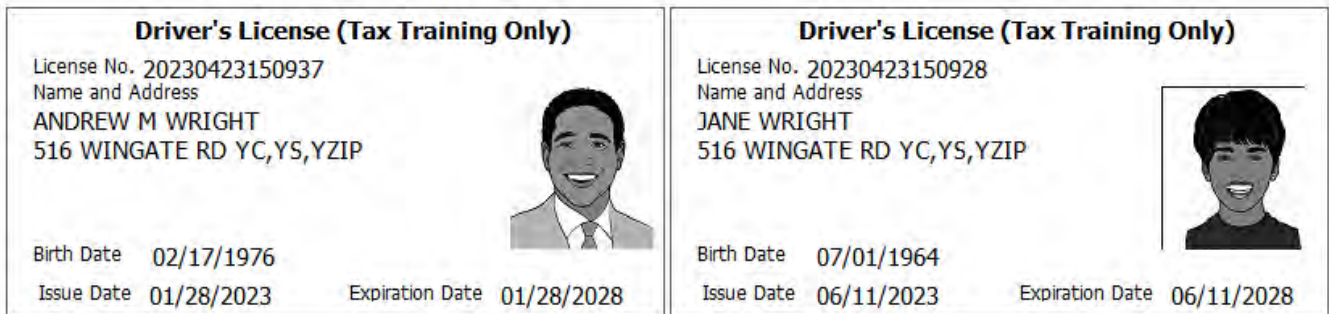 Driver's License (Tax Training Only)
License No. 20230423150937
Name and Address
ANDREW M WRIGHT
516 WINGATE RD YC,YS,YZIP
Birth Date 02/17/1976
Issue Date 01/28/2023 Expiration Date 01/28/2028
Driver's License (Tax Training Only)
License No. 20230423150928
Name and Address
JANE WRIGHT
516 WINGATE RD YC,YS,YZIP
Birth Date 07/01/1964
Issue Date 06/11/2023 Expiration Date 06/11/2028